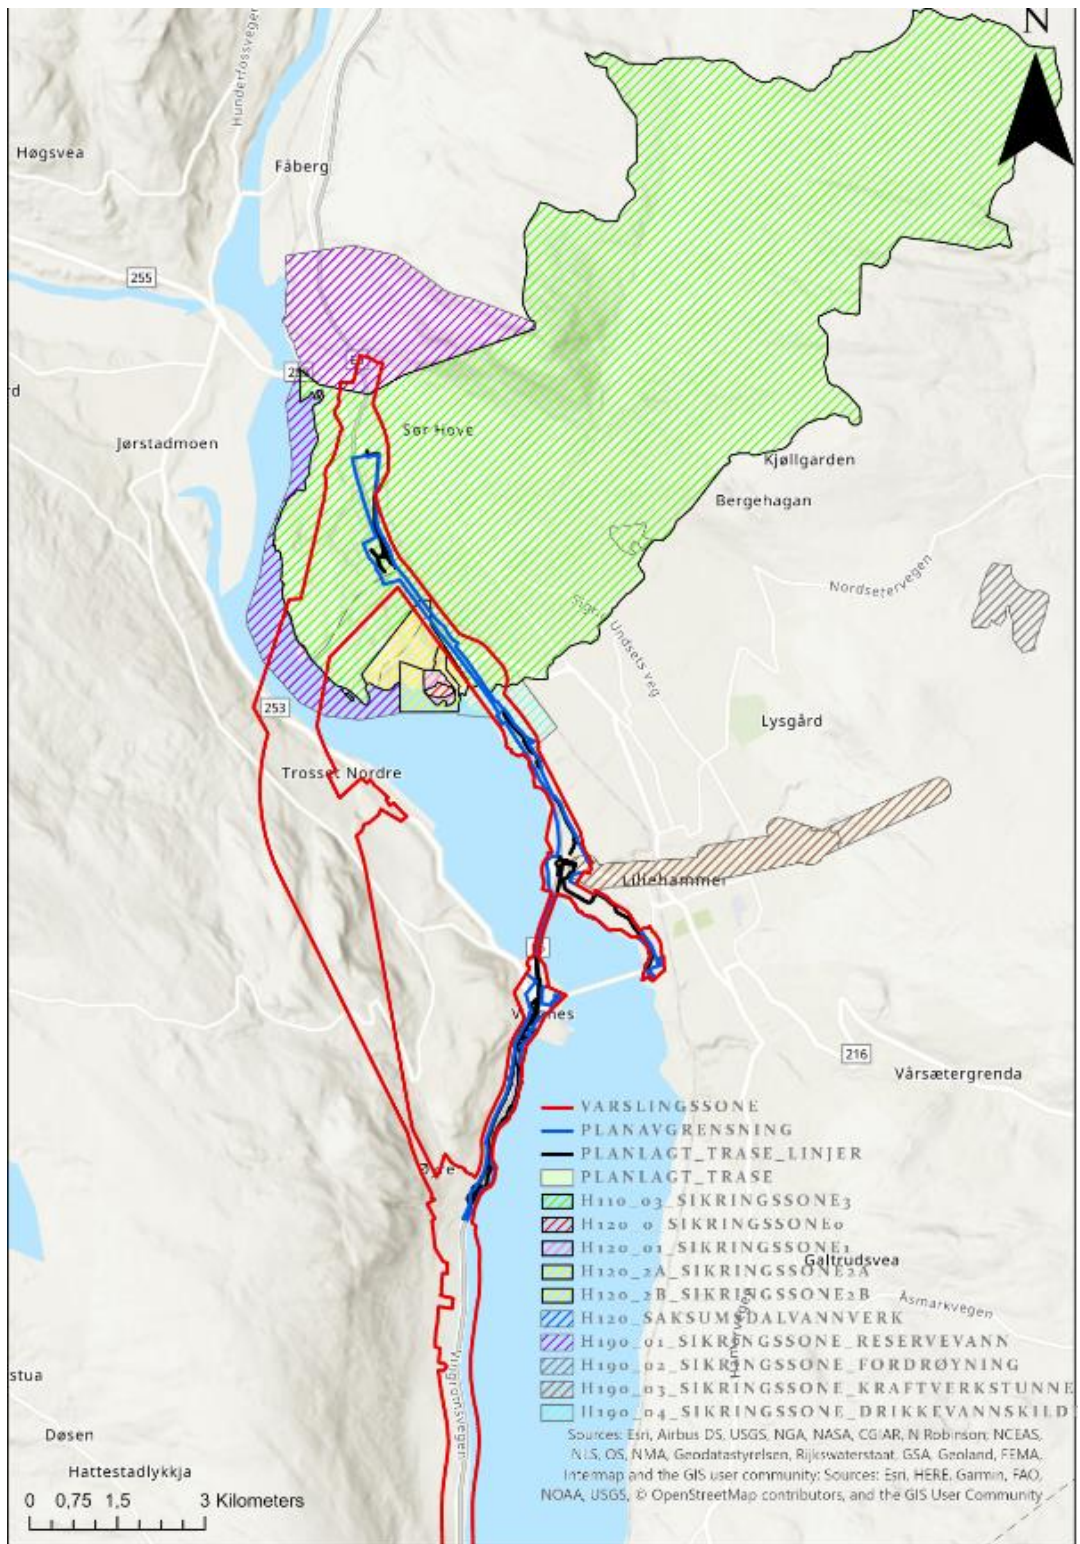 N
Hunderfossvegen
Høgsvea
Fåberg
255
rd
Sør Hove
Jørstadmoen
Kjøllgarden
Bergehagan
Nordsetervegen
Sigrid Undsets veg
253
Lysgård
Trosset Nordre
Lillehammer
216
Vårsætergrenda
VARSLINGSSONE
PLANAVGRENSNING
PLANLAGT_TRASE_LINJER
Øyre
PLANLAGT_TRASE
H110_03_SIKRINGSSONE3
H120_0_SIKRINGSSONE0
H120_01_SIKRINGSSONE1
Galtrudsvea
H120_2A_SIKRINGSSONE2A
H120_2B_SIKRINGSSONE2B
Åsmarkvegen
H120_SAKSUMSDALVANNVERK
Hamarvegen
H190_01_SIKRINGSSONE_RESERVEVANN
H190_02_SIKRINGSSONE_FORDRØYNING
stua
H190_03_SIKRINGSSONE_KRAFTVERKSTUNNE
Vingromsvegen
H190_04_SIKRINGSSONE_DRIKKEVANNSKILD
Døsen
Sources: Esri, Airbus DS, USGS, NGA, NASA, CGIAR, N Robinson, NCEAS,
NLS, OS, NMA, Geodatastyrelsen, Rijkswaterstaat, GSA, Geoland, FEMA,
Intermap and the GIS user community; Sources: Esri, HERE, Garmin, FAO,
NOAA, USGS, © OpenStreetMap contributors, and the GIS User Community
Hattestadlykkja
0 0,75 1,5 3 Kilometers